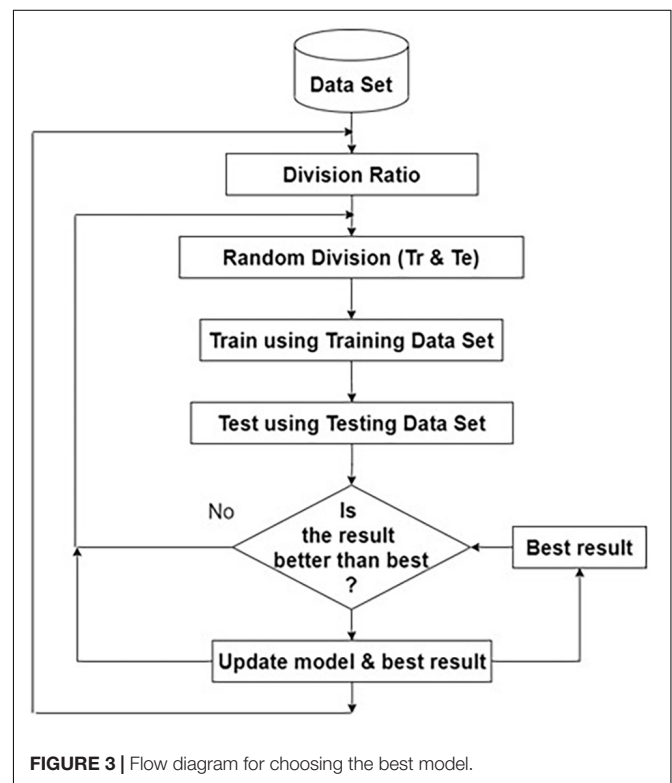 Data Set
Division Ratio
Random Division (Tr & Te)
Train using Training Data Set
Test using Testing Data Set
No
Is
the result
better than best
?
Best result
Update model & best result
FIGURE 3 | Flow diagram for choosing the best model.